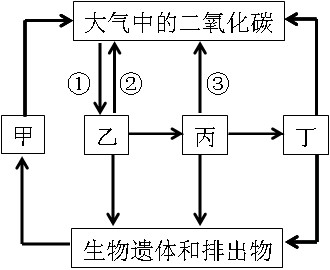 大气中的二氧化碳
① ② ③
甲 乙 丙 丁
生物遗体和排出物